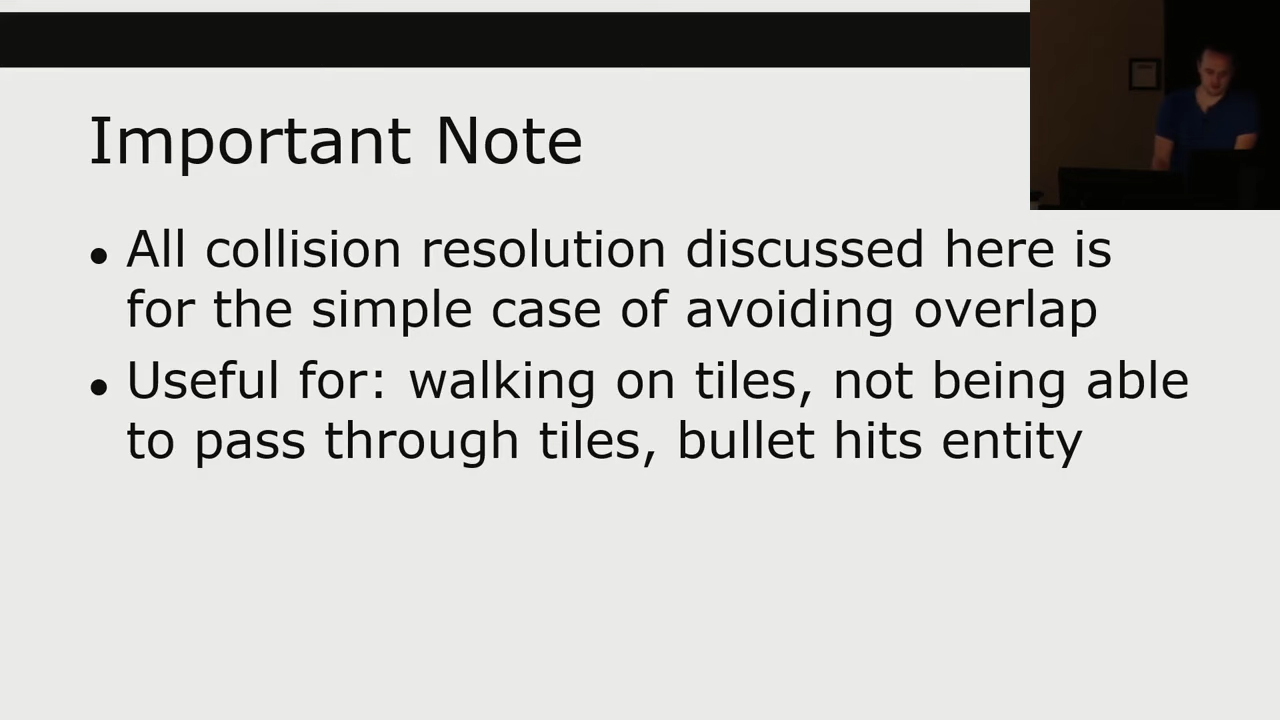 Important Note
• All collision resolution discussed here is
for the simple case of avoiding overlap
• Useful for: walking on tiles, not being able
to pass through tiles, bullet hits entity